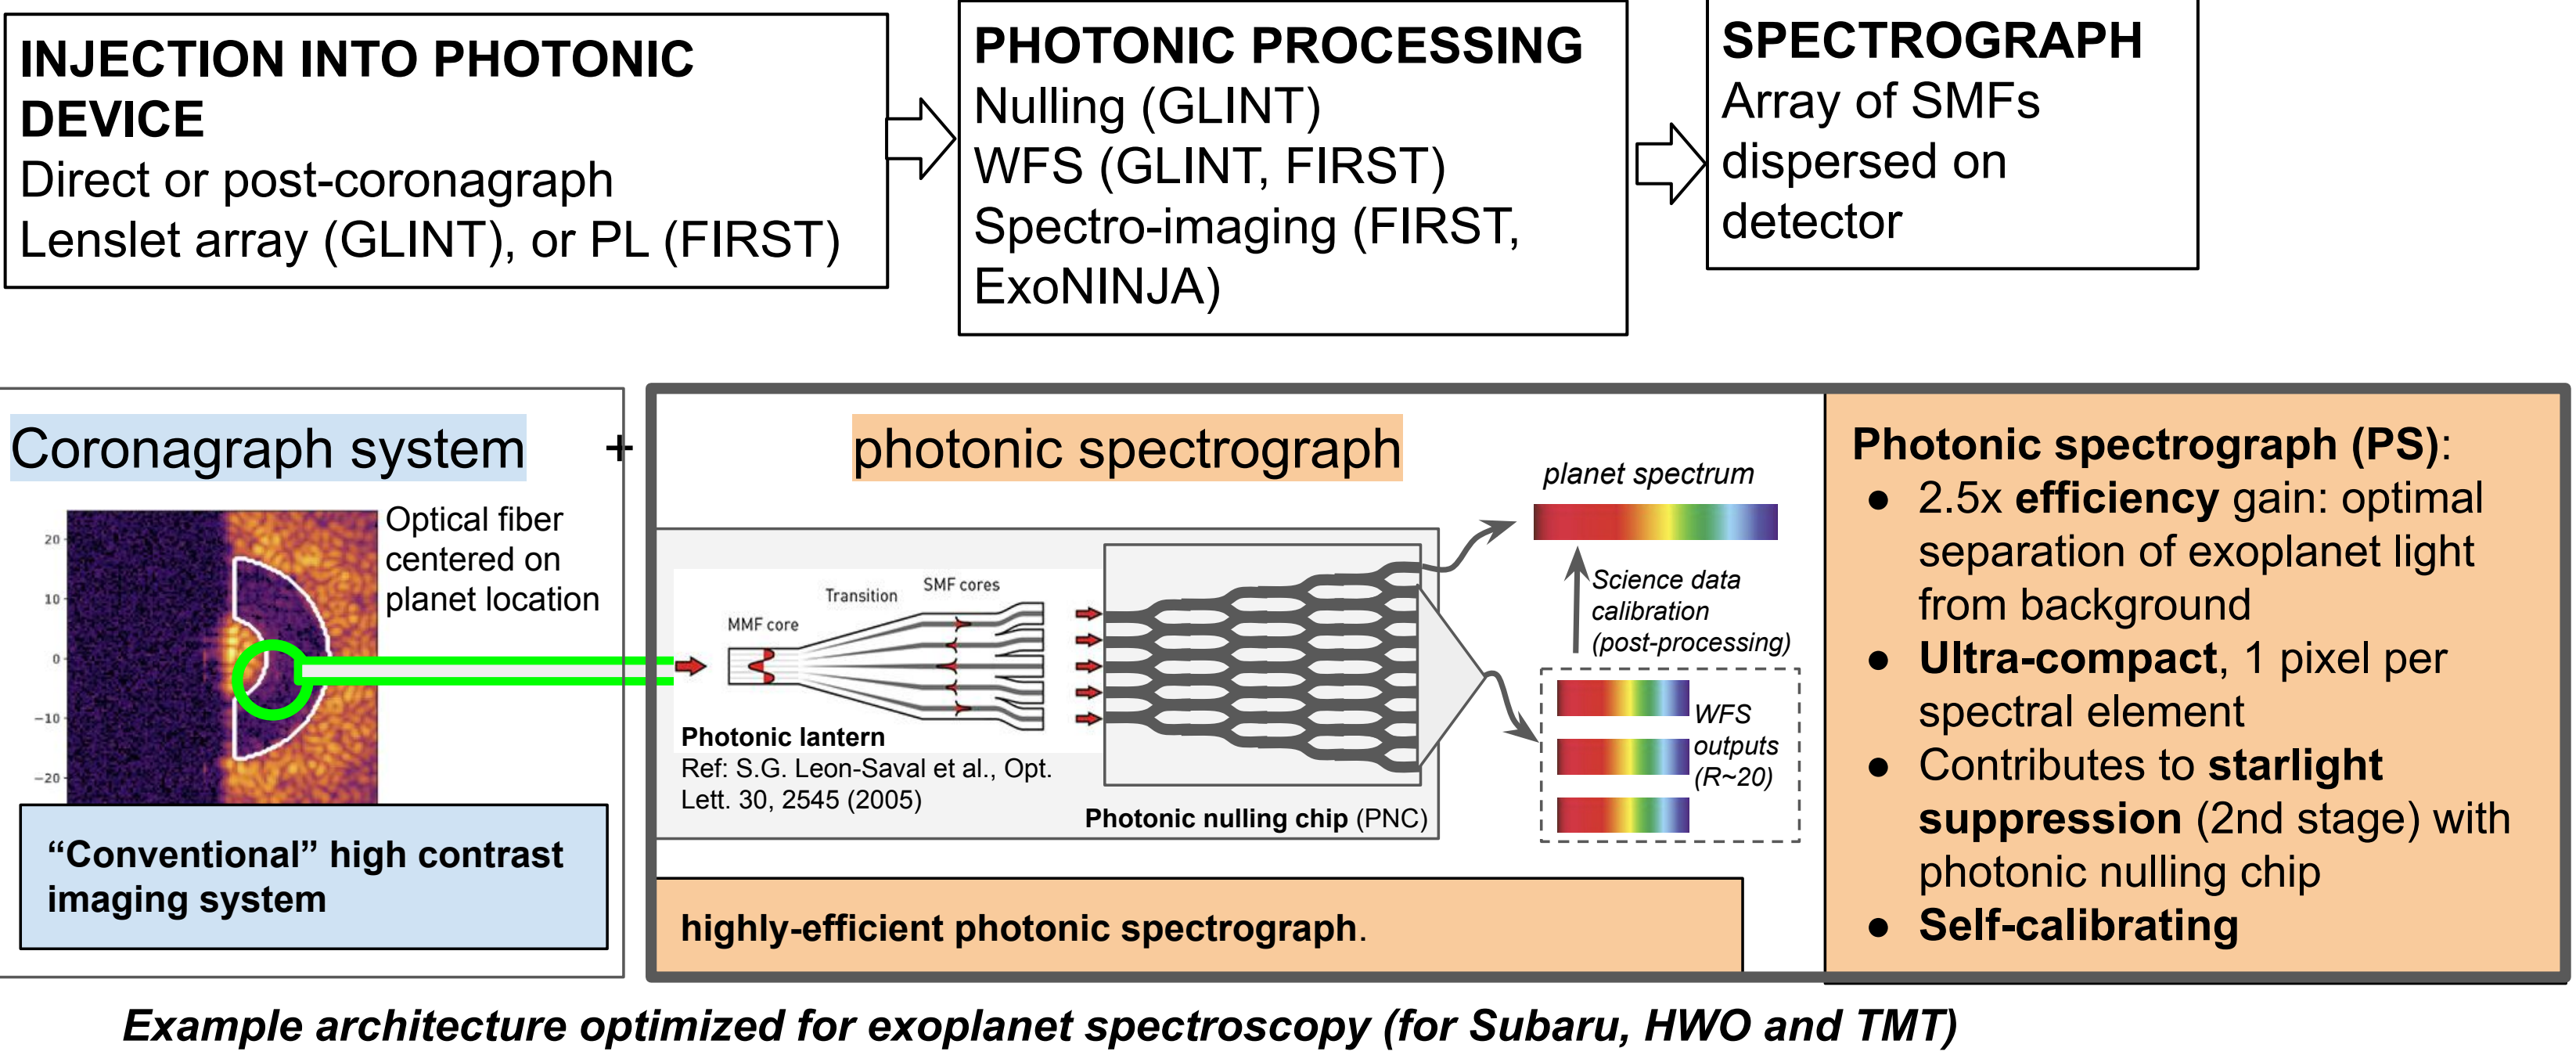 INJECTION INTO PHOTONIC
DEVICE
Direct or post-coronagraph
Lenslet array (GLINT), or PL (FIRST)
PHOTONIC PROCESSING
Nulling (GLINT)
WFS (GLINT, FIRST)
Spectro-imaging (FIRST,
ExoNINJA)
SPECTROGRAPH
Array of SMFs
dispersed on
detector
Coronagraph system
+
photonic spectrograph
Optical fiber
centered on
planet location
20
10
0
−10
−20
“Conventional” high contrast
imaging system
MMF core
Transition
SMF cores
Photonic lantern
Ref: S.G. Leon-Saval et al., Opt.
Lett. 30, 2545 (2005)
Photonic nulling chip (PNC)
planet spectrum
Science data
calibration
(post-processing)
WFS
outputs
(R~20)
highly-efficient photonic spectrograph.
Photonic spectrograph (PS):
● 2.5x efficiency gain: optimal
separation of exoplanet light
from background
● Ultra-compact, 1 pixel per
spectral element
● Contributes to starlight
suppression (2nd stage) with
photonic nulling chip
● Self-calibrating
Example architecture optimized for exoplanet spectroscopy (for Subaru, HWO and TMT)